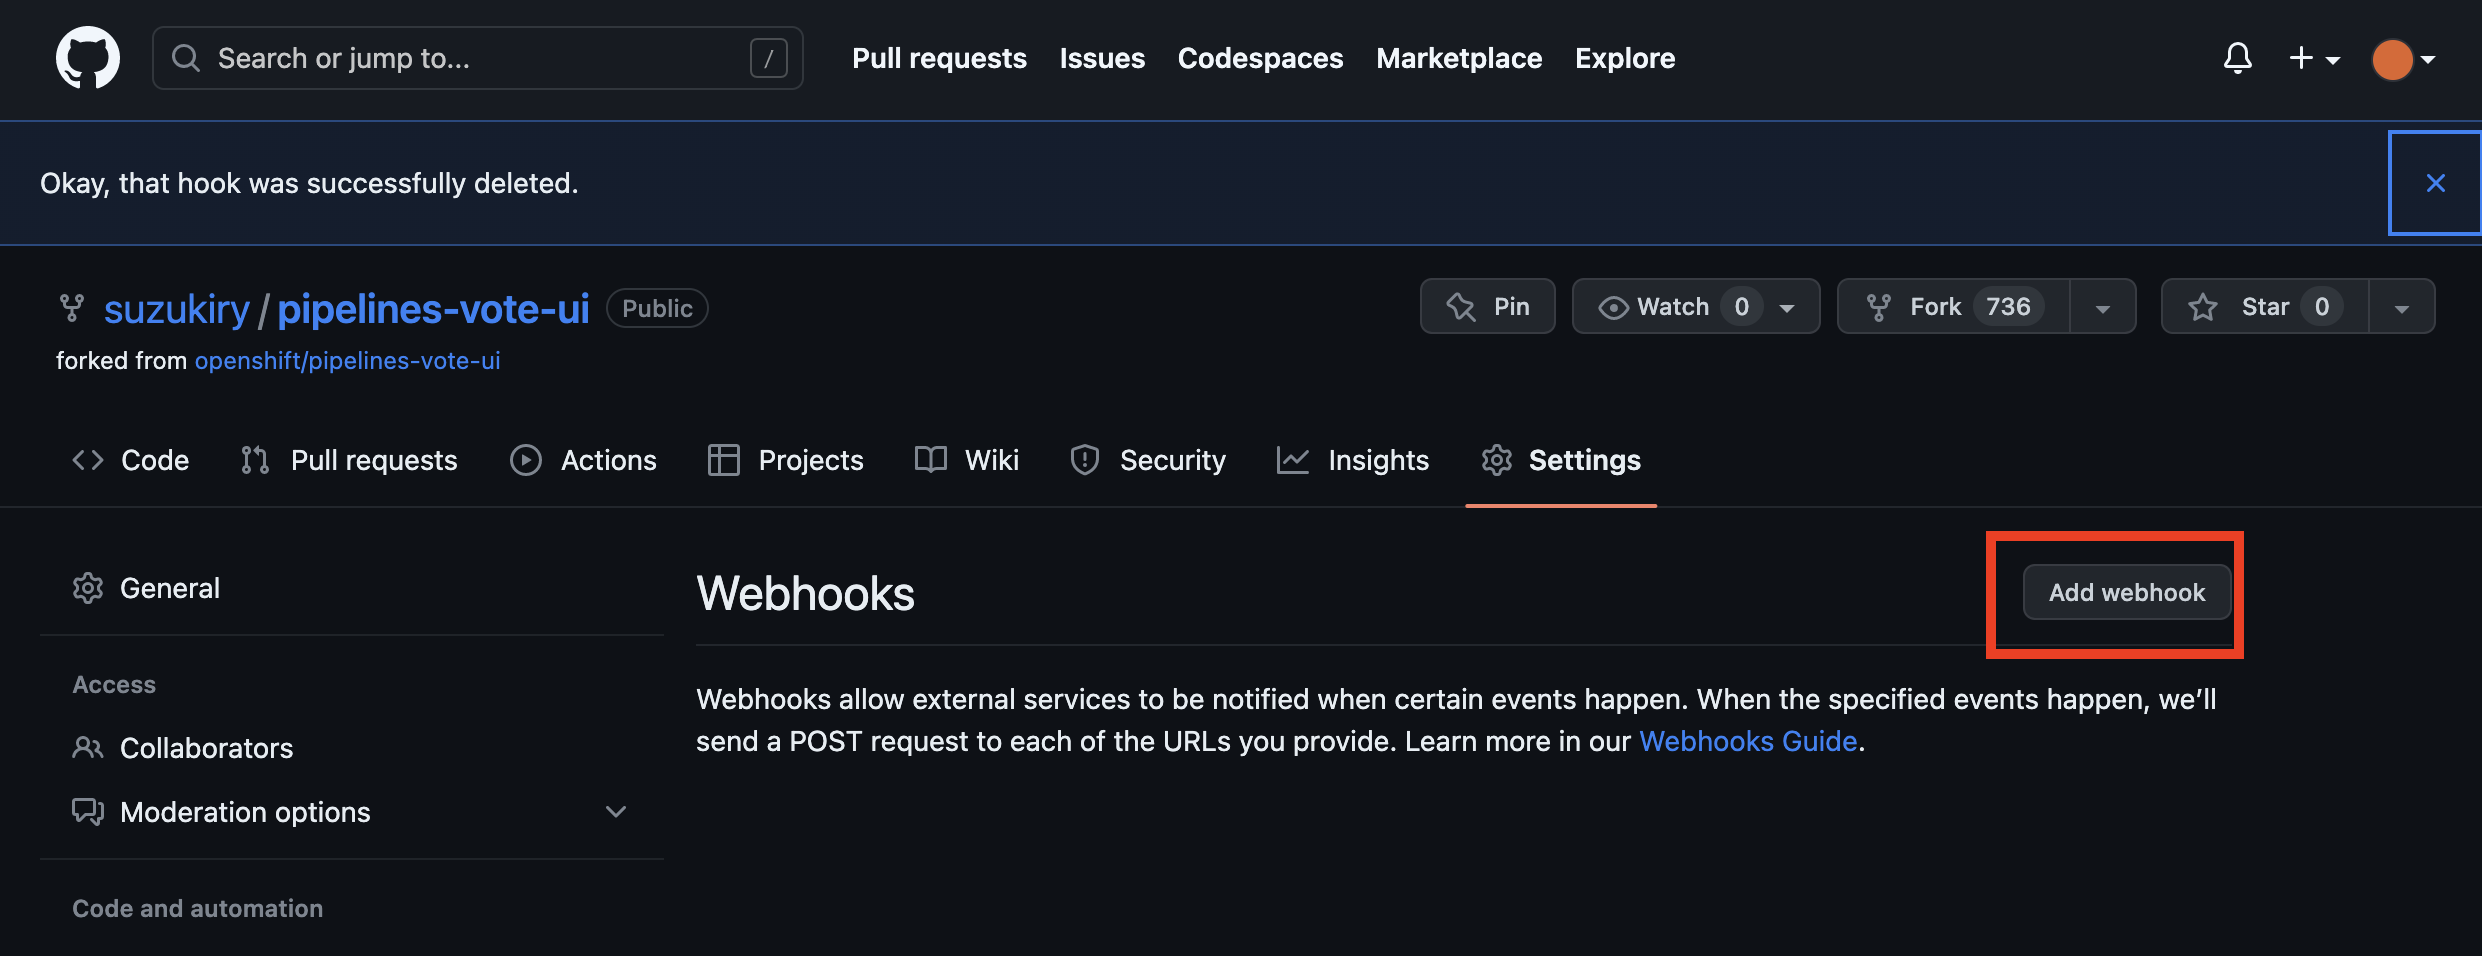 Search or jump to... / Pull requests Issues Codespaces Marketplace Explore
Okay, that hook was successfully deleted.
suzukiry / pipelines-vote-ui Public Pin Watch 0 Fork 736 Star 0
forked from openshift/pipelines-vote-ui
Code Pull requests Actions Projects Wiki Security Insights Settings
General
Access
Collaborators
Moderation options
Code and automation
Webhooks Add webhook
Webhooks allow external services to be notified when certain events happen. When the specified events happen, we’ll
send a POST request to each of the URLs you provide. Learn more in our Webhooks Guide.